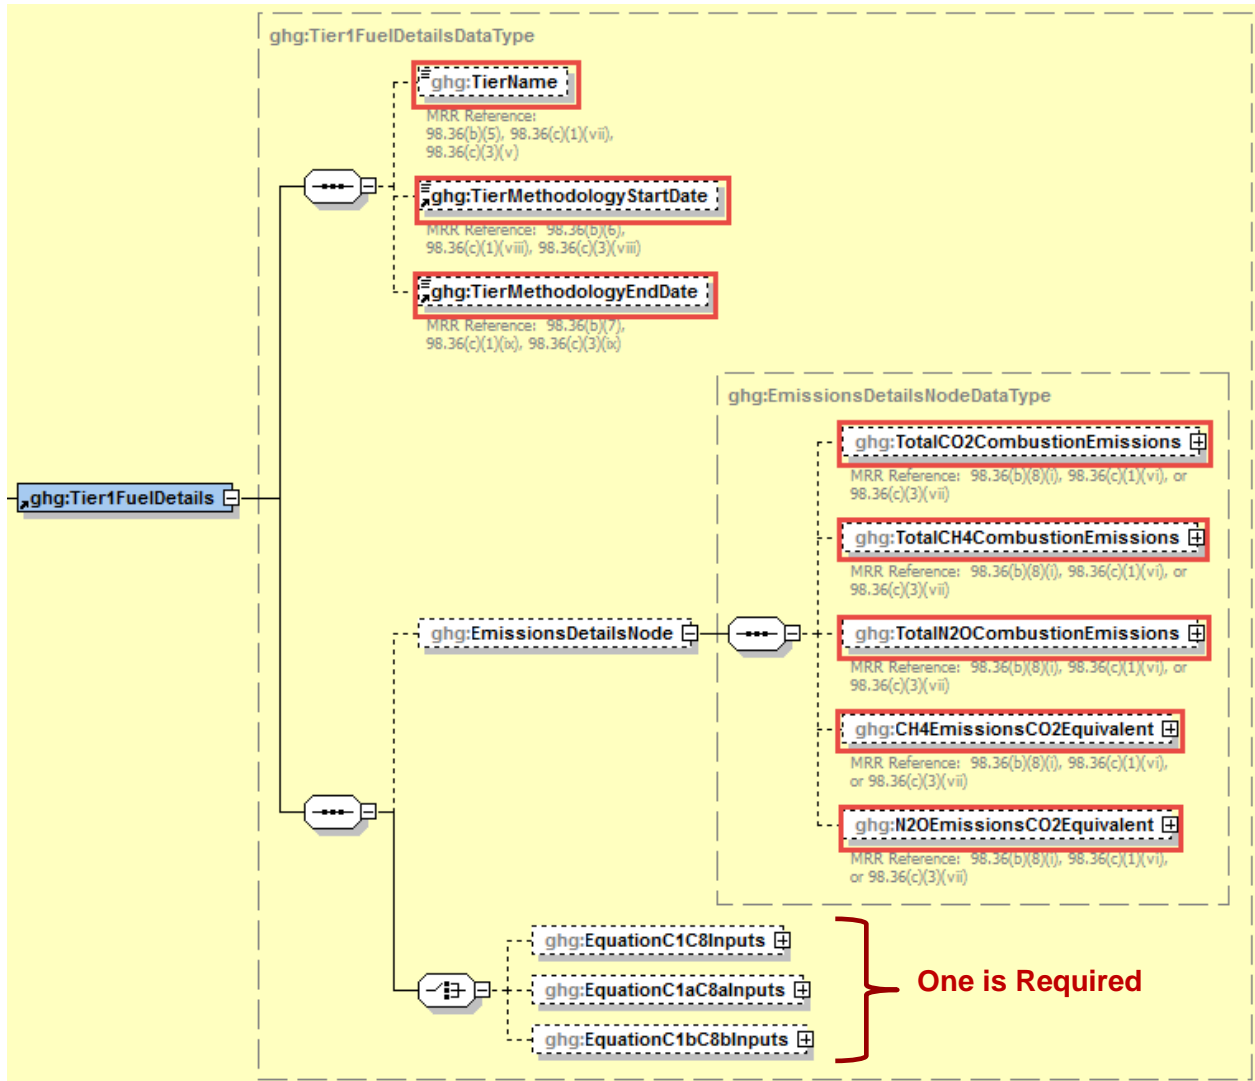 ghg:Tier1FuelDetailsDataType
ghg:TierName
MRR Reference:
98.36(b)(5), 98.36(c)(1)(vii),
98.36(c)(3)(v)
ghg:TierMethodologyStartDate
MRR Reference: 98.36(b)(6),
98.36(c)(1)(viii), 98.36(c)(3)(viii)
ghg:TierMethodologyEndDate
MRR Reference: 98.36(b)(7),
98.36(c)(1)(ix), 98.36(c)(3)(ix)
ghg:EmissionsDetailsNodeDataType
ghg:TotalCO2CombustionEmissions
MRR Reference: 98.36(b)(8)(i), 98.36(c)(1)(vi), or
98.36(c)(3)(vii)
ghg:Tier1FuelDetails
ghg:TotalCH4CombustionEmissions
MRR Reference: 98.36(b)(8)(i), 98.36(c)(1)(vi), or
98.36(c)(3)(vii)
ghg:EmissionsDetailsNode
ghg:TotalN2OCombustionEmissions
MRR Reference: 98.36(b)(8)(i), 98.36(c)(1)(vi), or
98.36(c)(3)(vii)
ghg:CH4EmissionsCO2Equivalent
MRR Reference: 98.36(b)(8)(i), 98.36(c)(1)(vi),
or 98.36(c)(3)(vii)
ghg:N2OEmissionsCO2Equivalent
MRR Reference: 98.36(b)(8)(i), 98.36(c)(1)(vi),
or 98.36(c)(3)(vii)
ghg:EquationC1C8Inputs
ghg:EquationC1aC8aInputs
ghg:EquationC1bC8bInputs
One is Required